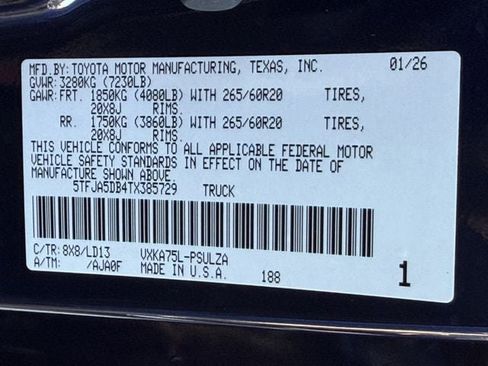 MFD.BY: TOYOTA MOTOR MANUFACTURING, TEXAS, INC. 01/26
GVWR: 3280KG (7230LB)
GAWR: FRT. 1850KG (4080LB) WITH 265/60R20 TIRES,
20X8J RIMS.
RR. 1750KG (3860LB) WITH 265/60R20 TIRES,
20X8J RIMS.
THIS VEHICLE CONFORMS TO ALL APPLICABLE FEDERAL MOTOR
VEHICLE SAFETY STANDARDS IN EFFECT ON THE DATE OF
MANUFACTURE SHOWN ABOVE
5TFJA5DB4TX385729 TRUCK
C/TR: 8X8/LD13 VXKA75L-PSULZA
A/TM: /AJA0F MADE IN U.S.A. 188 1